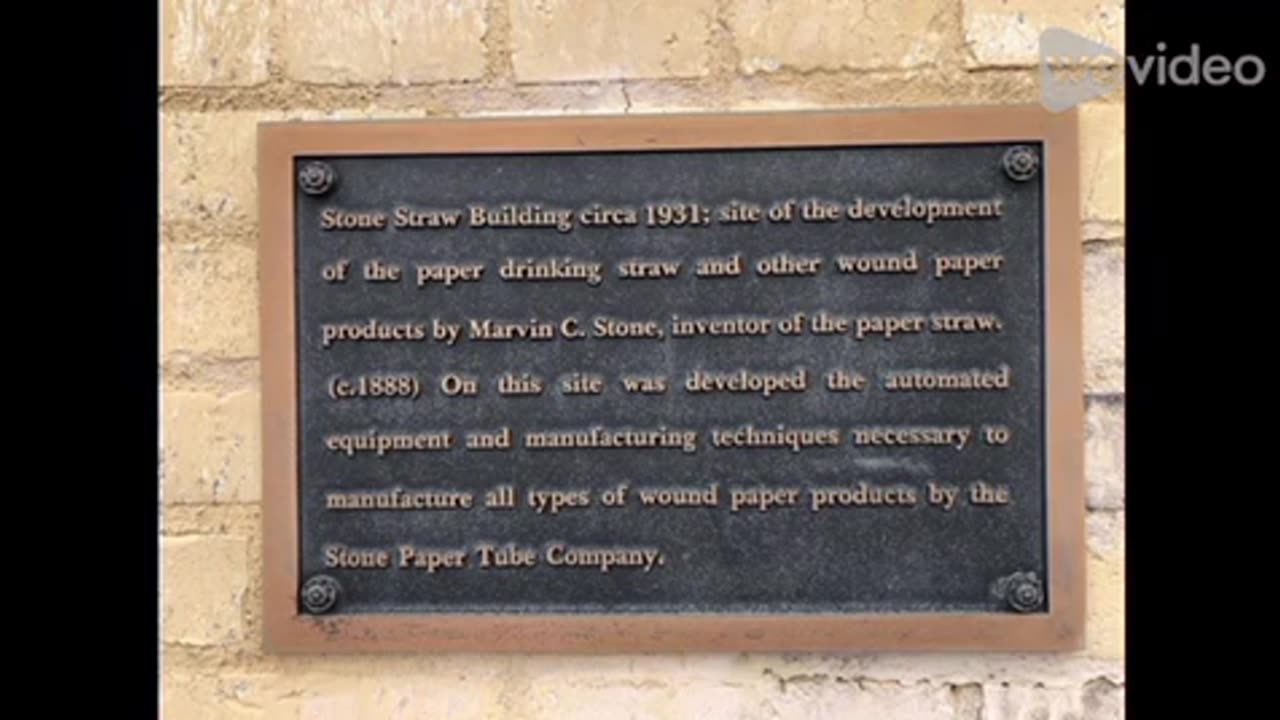 wevideo
Stone Straw Building circa 1931; site of the development
of the paper drinking straw and other wound paper
products by Marvin C. Stone, inventor of the paper straw.
(c.1888) On this site was developed the automated
equipment and manufacturing techniques necessary to
manufacture all types of wound paper products by the
Stone Paper Tube Company.